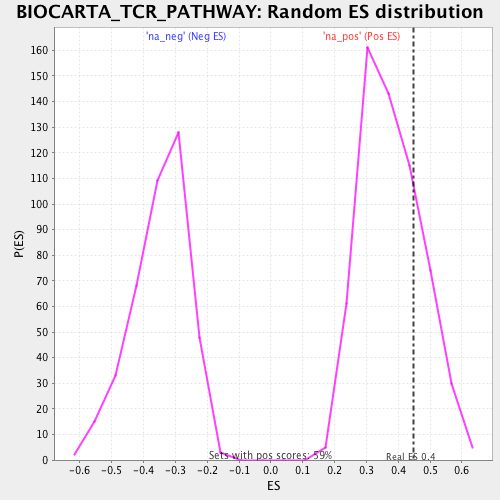 BIOCARTA_TCR_PATHWAY: Random ES distribution
'na_neg' (Neg ES) 'na_pos' (Pos ES)
160
150
140
130
120
110
100
90
80
70
60
50
40
30
20
10
0
P(ES)
Sets with pos scores: 59%
Real ES 0.4
-0.6 -0.5 -0.4 -0.3 -0.2 -0.1 0.0 0.1 0.2 0.3 0.4 0.5 0.6
ES